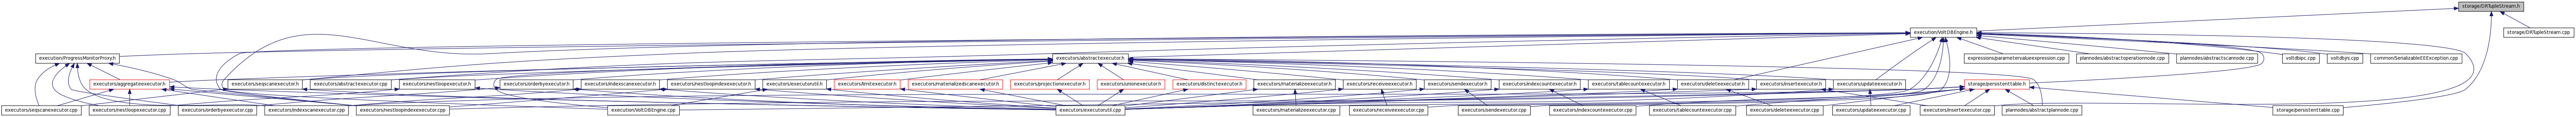 storage/DRTupleStream.h
execution/VoltDBEngine.h
storage/DRTupleStream.cpp
execution/ProgressMonitorProxy.h
executors/abstractexecutor.h
expressions/parametervalueexpression.cpp
plannodes/abstractoperationnode.cpp
plannodes/abstractscannode.cpp
voltdbipc.cpp
voltdbjni.cpp
common/SerializableEEException.cpp
executors/aggregateexecutor.h
executors/seqscanexecutor.h
executors/abstractexecutor.cpp
executors/nestloopexecutor.h
executors/orderbyexecutor.h
executors/indexscanexecutor.h
executors/nestloopindexexecutor.h
executors/executorutil.h
executors/limitexecutor.h
executors/materializedscanexecutor.h
executors/projectionexecutor.h
executors/unionexecutor.h
executors/distinctexecutor.h
executors/materializeexecutor.h
executors/receiveexecutor.h
executors/sendexecutor.h
executors/indexcountexecutor.h
executors/tablecountexecutor.h
executors/deleteexecutor.h
executors/insertexecutor.h
executors/updateexecutor.h
storage/persistenttable.h
executors/seqscanexecutor.cpp
executors/nestloopexecutor.cpp
executors/orderbyexecutor.cpp
executors/indexscanexecutor.cpp
executors/nestloopindexexecutor.cpp
execution/VoltDBEngine.cpp
executors/executorutil.cpp
executors/materializeexecutor.cpp
executors/receiveexecutor.cpp
executors/sendexecutor.cpp
executors/indexcountexecutor.cpp
executors/tablecountexecutor.cpp
executors/deleteexecutor.cpp
executors/updateexecutor.cpp
executors/insertexecutor.cpp
plannodes/abstractplannode.cpp
storage/persistenttable.cpp